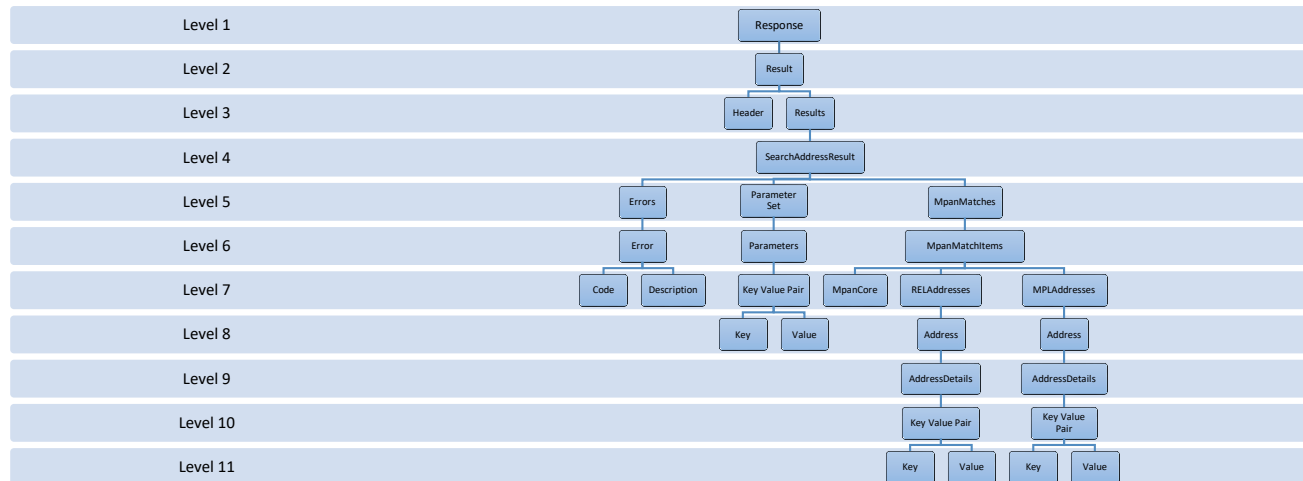 Level 1
Response
Level 2
Result
Level 3
Header
Results
Level 4
SearchAddressResult
Level 5
Errors
Parameter
Set
MpanMatches
Level 6
Error
Parameters
MpanMatchItems
Level 7
Code
Description
Key Value Pair
MpanCore
RELAddresses
MPLAddresses
Level 8
Key
Value
Address
Address
Level 9
AddressDetails
AddressDetails
Level 10
Key Value Pair
Key Value
Pair
Level 11
Key
Value
Key
Value